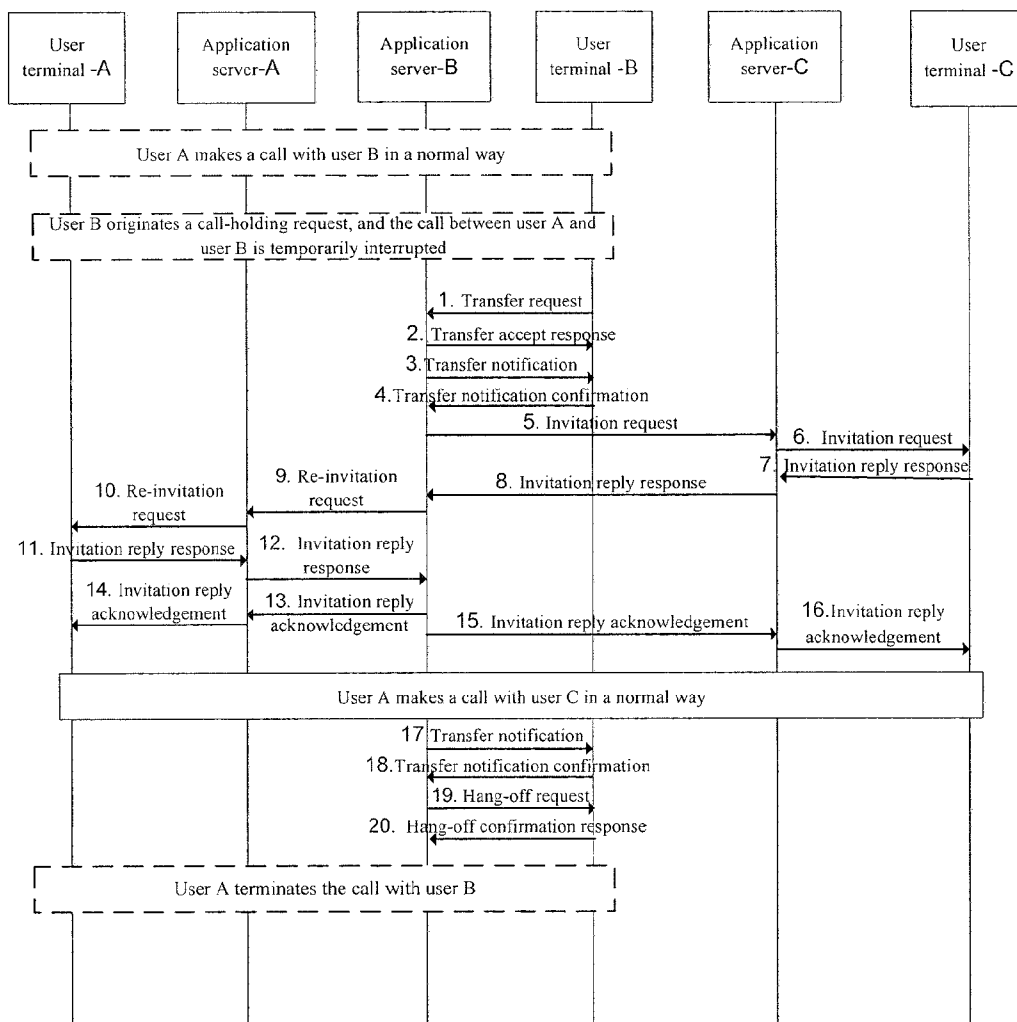 User
terminal -A
Application
server-A
Application
server-B
User
terminal -B
Application
server-C
User
terminal -C
User A makes a call with user B in a normal way
User B originates a call-holding request, and the call between user A and
user B is temporarily interrupted
1. Transfer request
2. Transfer accept response
3.Transfer notification
4.Transfer notification confirmation
5. Invitation request
6. Invitation request
7. Invitation reply response
8. Invitation reply response
9. Re-invitation
request
10. Re-invitation
request
11. Invitation reply response
12. Invitation reply
response
13. Invitation reply
acknowledgement
14. Invitation reply
acknowledgement
15. Invitation reply acknowledgement
16.Invitation reply
acknowledgement
User A makes a call with user C in a normal way
17 Transfer notification
18.Transfer notification confirmation
19. Hang-off request
20. Hang-off confirmation response
User A terminates the call with user B